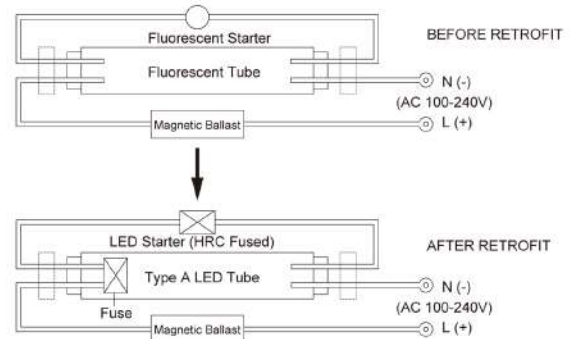 Fluorescent Starter
BEFORE RETROFIT
Fluorescent Tube
N (-)
(AC 100-240V)
Magnetic Ballast
L (+)
LED Starter (HRC Fused)
AFTER RETROFIT
Type A LED Tube
N (-)
Fuse
(AC 100-240V)
Magnetic Ballast
L (+)